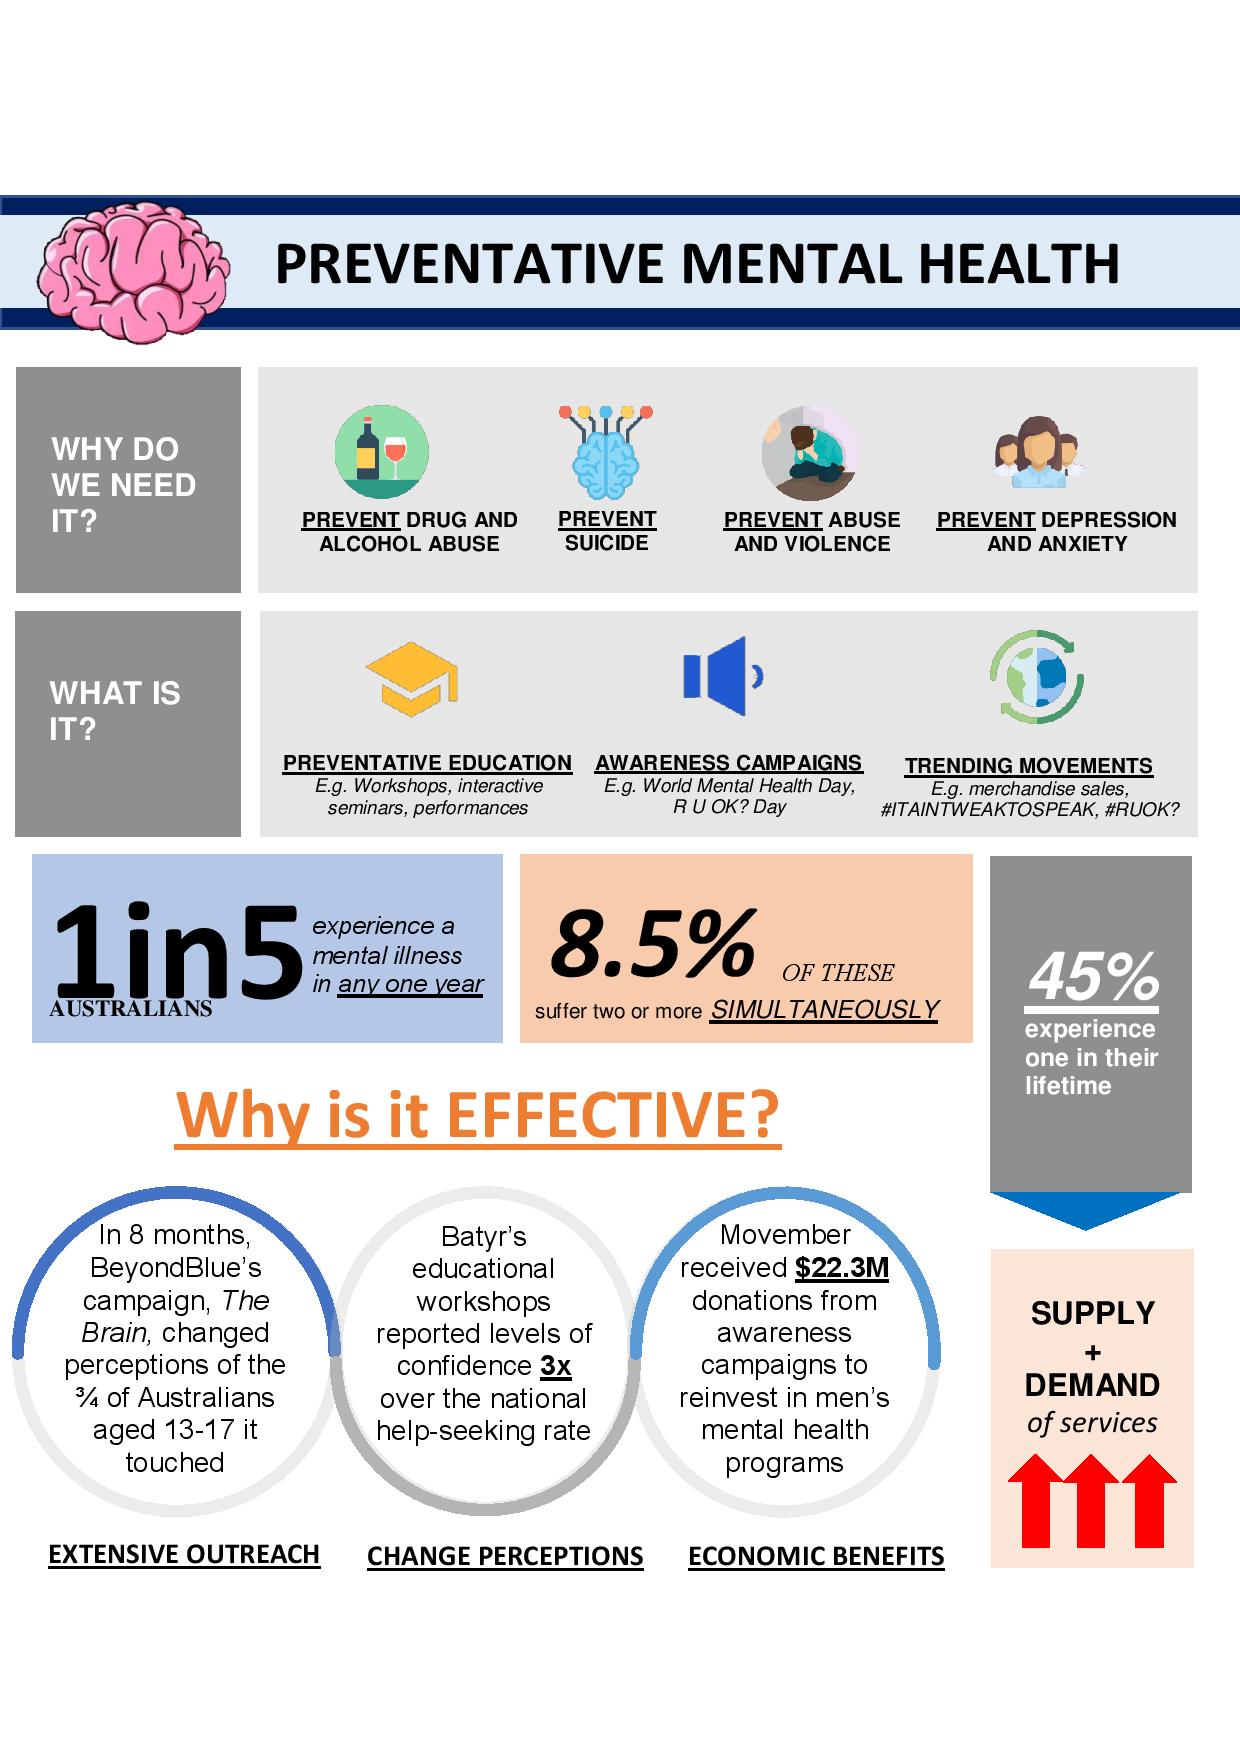 PREVENTATIVE MENTAL HEALTH
WHY DO
WE NEED
IT?
PREVENT DRUG AND
ALCOHOL ABUSE
PREVENT
SUICIDE
PREVENT ABUSE
AND VIOLENCE
PREVENT DEPRESSION
AND ANXIETY
WHAT IS
IT?
PREVENTATIVE EDUCATION
E.g. Workshops, interactive
seminars, performances
AWARENESS CAMPAIGNS
E.g. World Mental Health Day,
R U OK? Day
TRENDING MOVEMENTS
E.g. merchandise sales,
#ITAINTWEAKTOSPEAK, #RUOK?
1in5
AUSTRALIANS
experience a
mental illness
in any one year
8.5% OF THESE
suffer two or more SIMULTANEOUSLY
45%
experience
one in their
lifetime
Why is it EFFECTIVE?
In 8 months,
BeyondBlue's
campaign, The
Brain, changed
perceptions of the
¾ of Australians
aged 13-17 it
touched
EXTENSIVE OUTREACH
Batyr's
educational
workshops
reported levels of
confidence 3x
over the national
help-seeking rate
CHANGE PERCEPTIONS
Movember
received $22.3M
donations from
awareness
campaigns to
reinvest in men's
mental health
programs
ECONOMIC BENEFITS
SUPPLY
+
DEMAND
of services